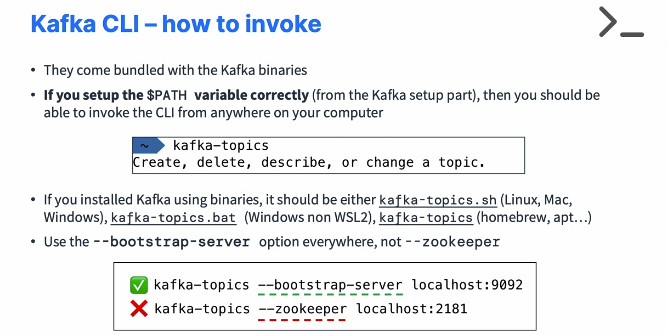 Kafka CLI – how to invoke
• They come bundled with the Kafka binaries
• If you setup the $PATH variable correctly (from the Kafka setup part), then you should be
able to invoke the CLI from anywhere on your computer
~ kafka-topics
Create, delete, describe, or change a topic.
• If you installed Kafka using binaries, it should be either kafka-topics.sh (Linux, Mac,
Windows), kafka-topics.bat (Windows non WSL2), kafka-topics (homebrew, apt...)
• Use the --bootstrap-server option everywhere, not --zookeeper
✅ kafka-topics --bootstrap-server localhost:9092
❌ kafka-topics --zookeeper localhost:2181